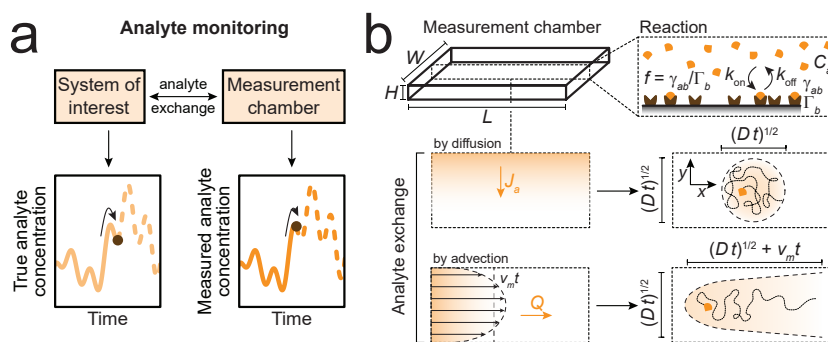 a
Analyte monitoring
System of
interest
analyte
exchange
Measurement
chamber
True analyte
concentration
Time
Measured analyte
concentration
Time
b
Measurement chamber
W
H
L
Reaction
f = γab/Γb
kon
koff
γab
Γb
Analyte exchange
by diffusion
Ja
(D t)1/2
(D t)1/2
y
x
by advection
vmt
Q
(D t)1/2 + vmt
(D t)1/2